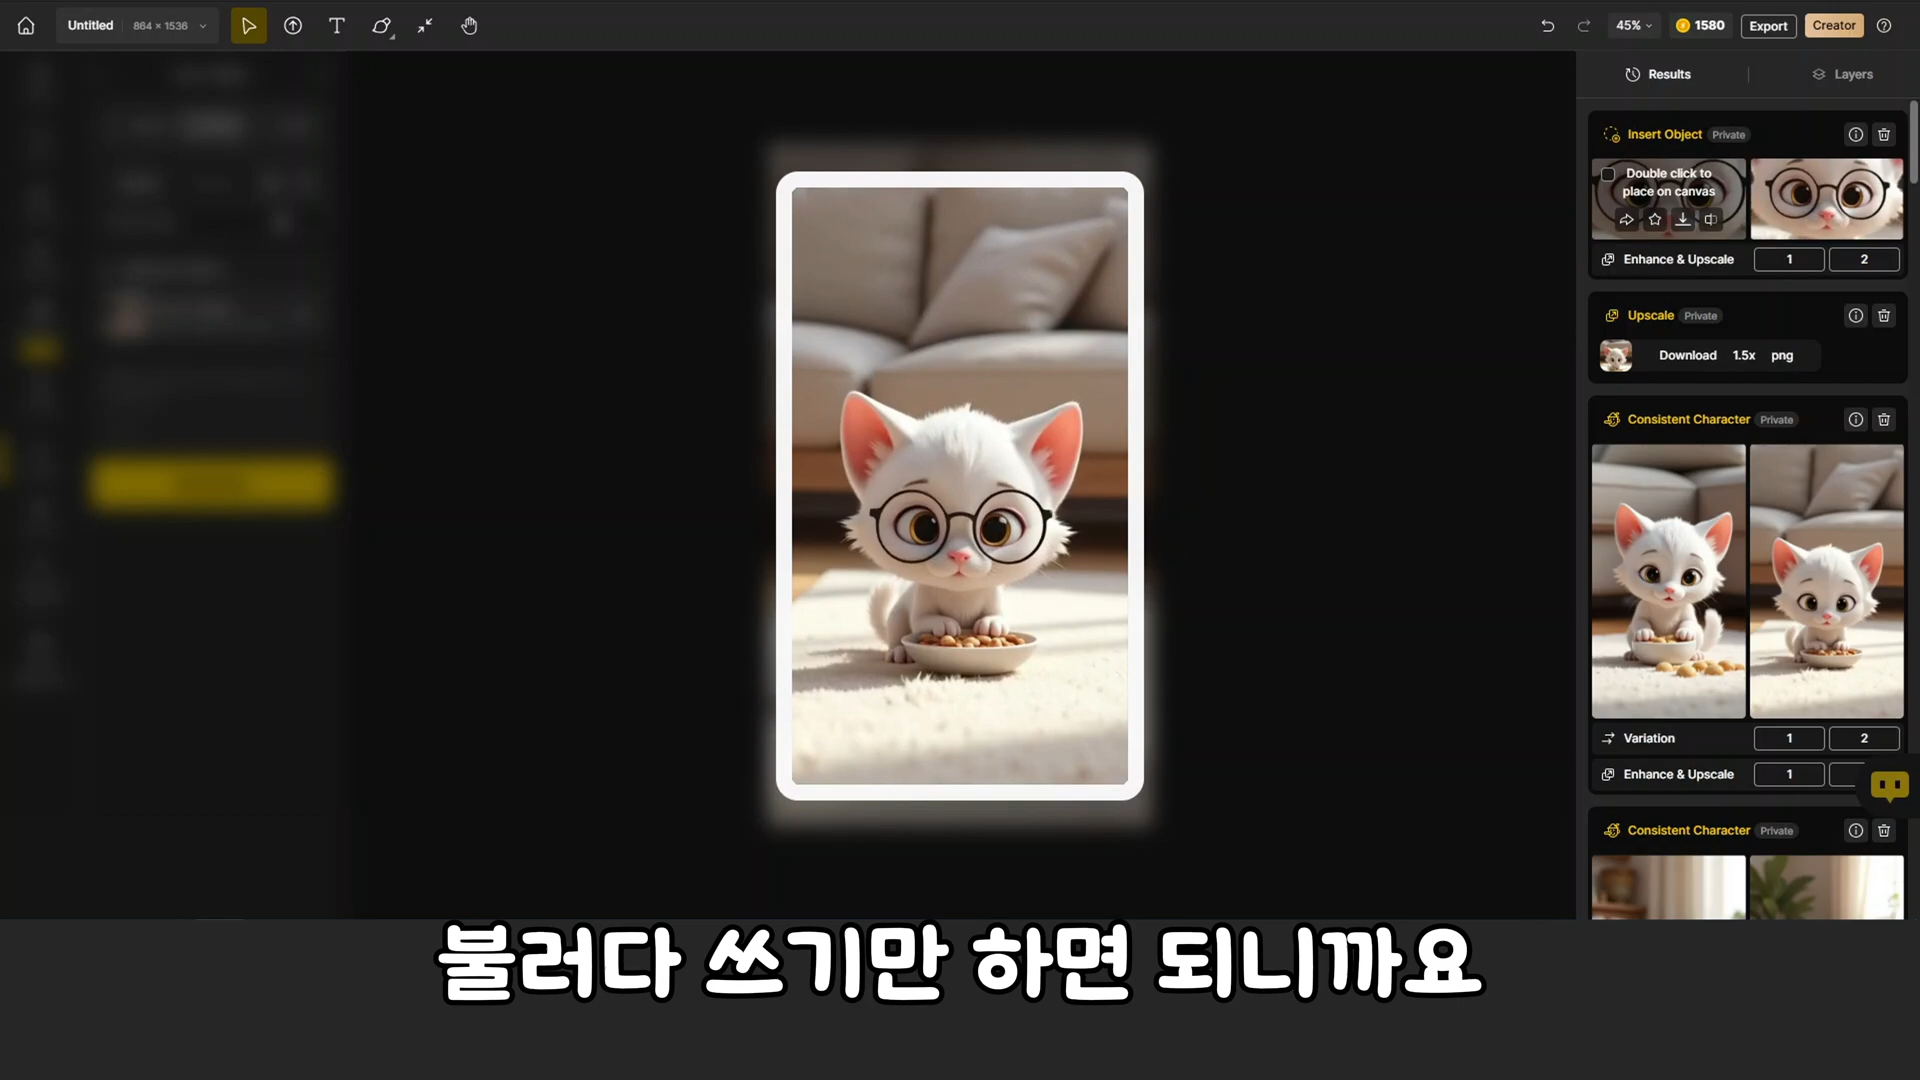 Untitled 864 × 1536
T
45% 1580 Export Creator
Results Layers
Insert Object Private
Double click to
place on canvas
Enhance & Upscale 1 2
Upscale Private
Download 1.5x png
Consistent Character Private
Variation 1 2
Enhance & Upscale 1
Consistent Character Private
불러다 쓰기만 하면 되니까요